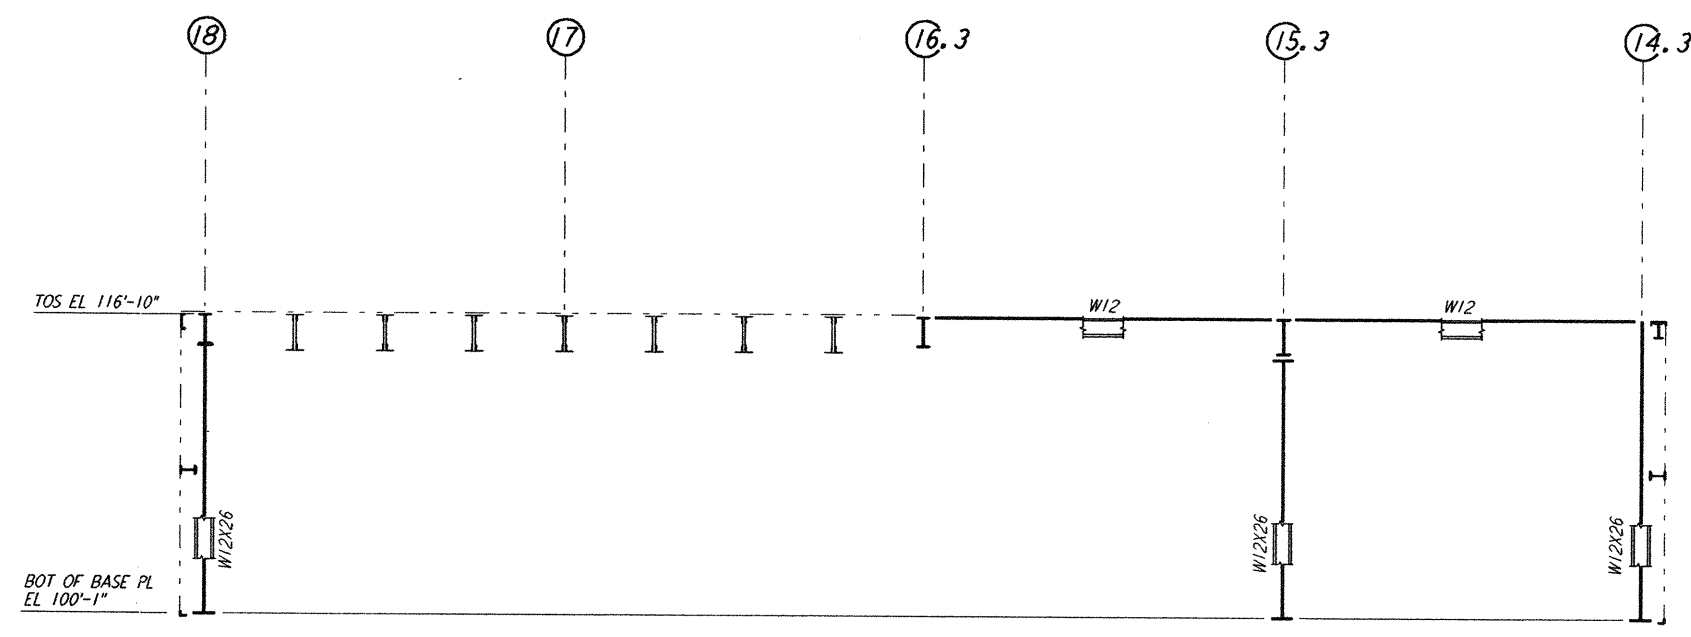 18
17
16.3
15.3
14.3
TOS EL 116'-10"
W12
W12
W12X26
W12X26
W12X26
BOT OF BASE PL
EL 100'-1"